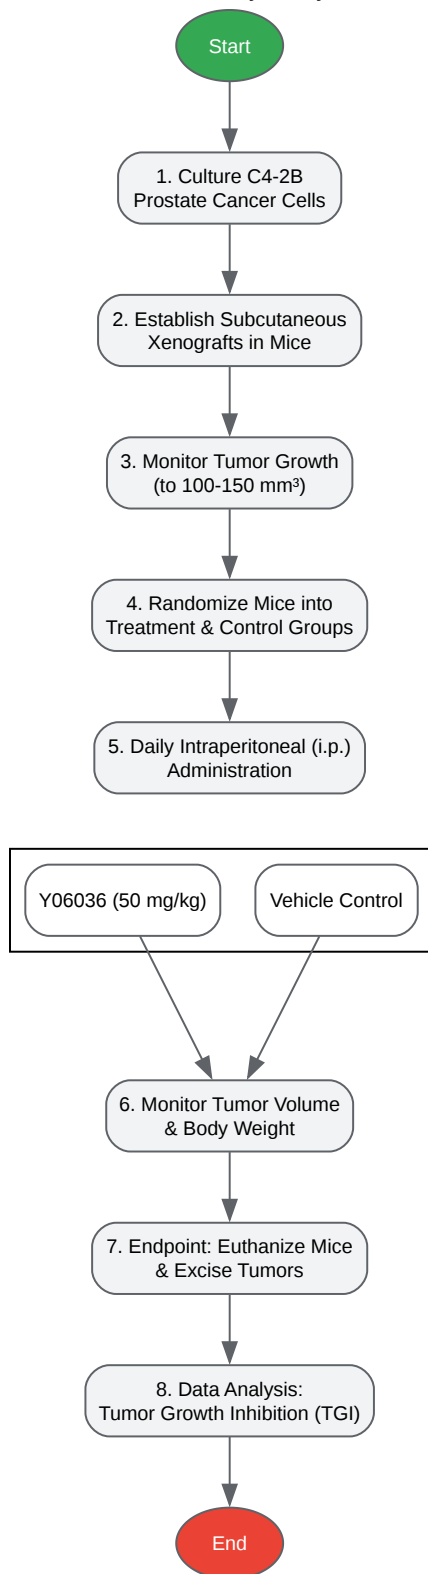 Start
1. Culture C4-2B
Prostate Cancer Cells
2. Establish Subcutaneous
Xenografts in Mice
3. Monitor Tumor Growth
(to 100-150 mm³)
4. Randomize Mice into
Treatment & Control Groups
5. Daily Intraperitoneal (i.p.)
Administration
Y06036 (50 mg/kg)
Vehicle Control
6. Monitor Tumor Volume
& Body Weight
7. Endpoint: Euthanize Mice
& Excise Tumors
8. Data Analysis:
Tumor Growth Inhibition (TGI)
End